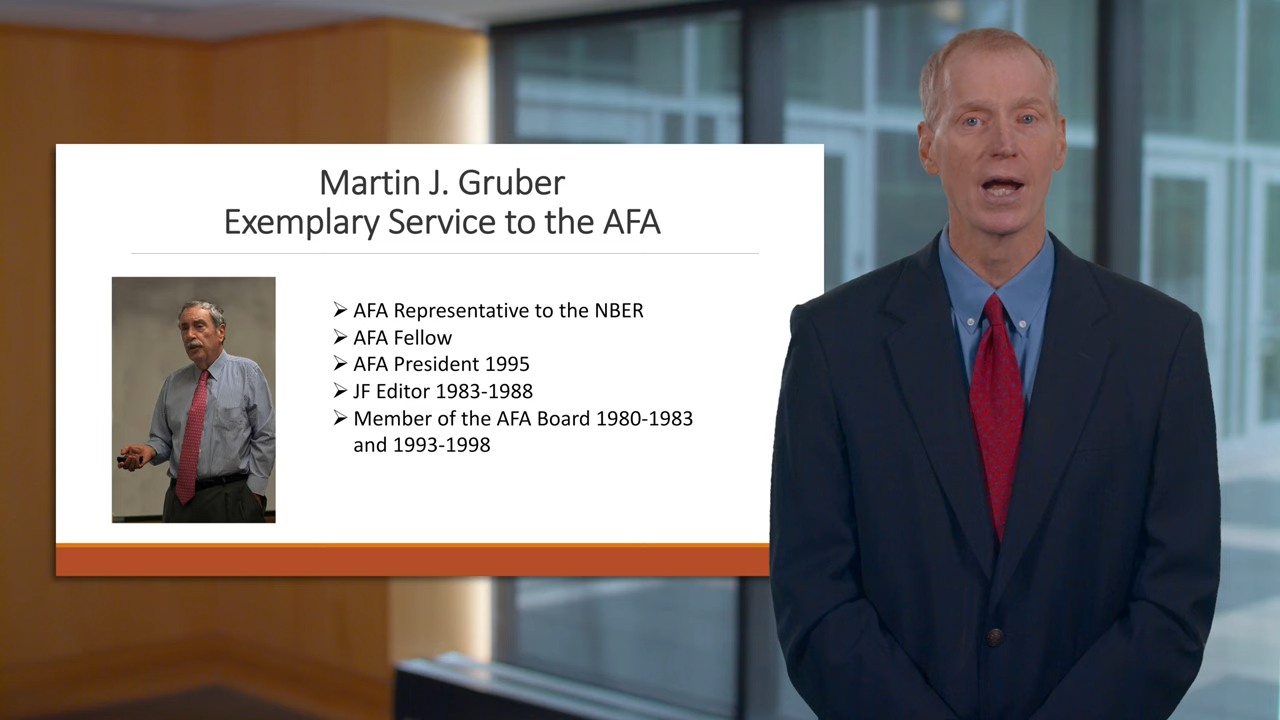 Martin J. Gruber
Exemplary Service to the AFA
➢ AFA Representative to the NBER
➢ AFA Fellow
➢ AFA President 1995
➢ JF Editor 1983-1988
➢ Member of the AFA Board 1980-1983
and 1993-1998